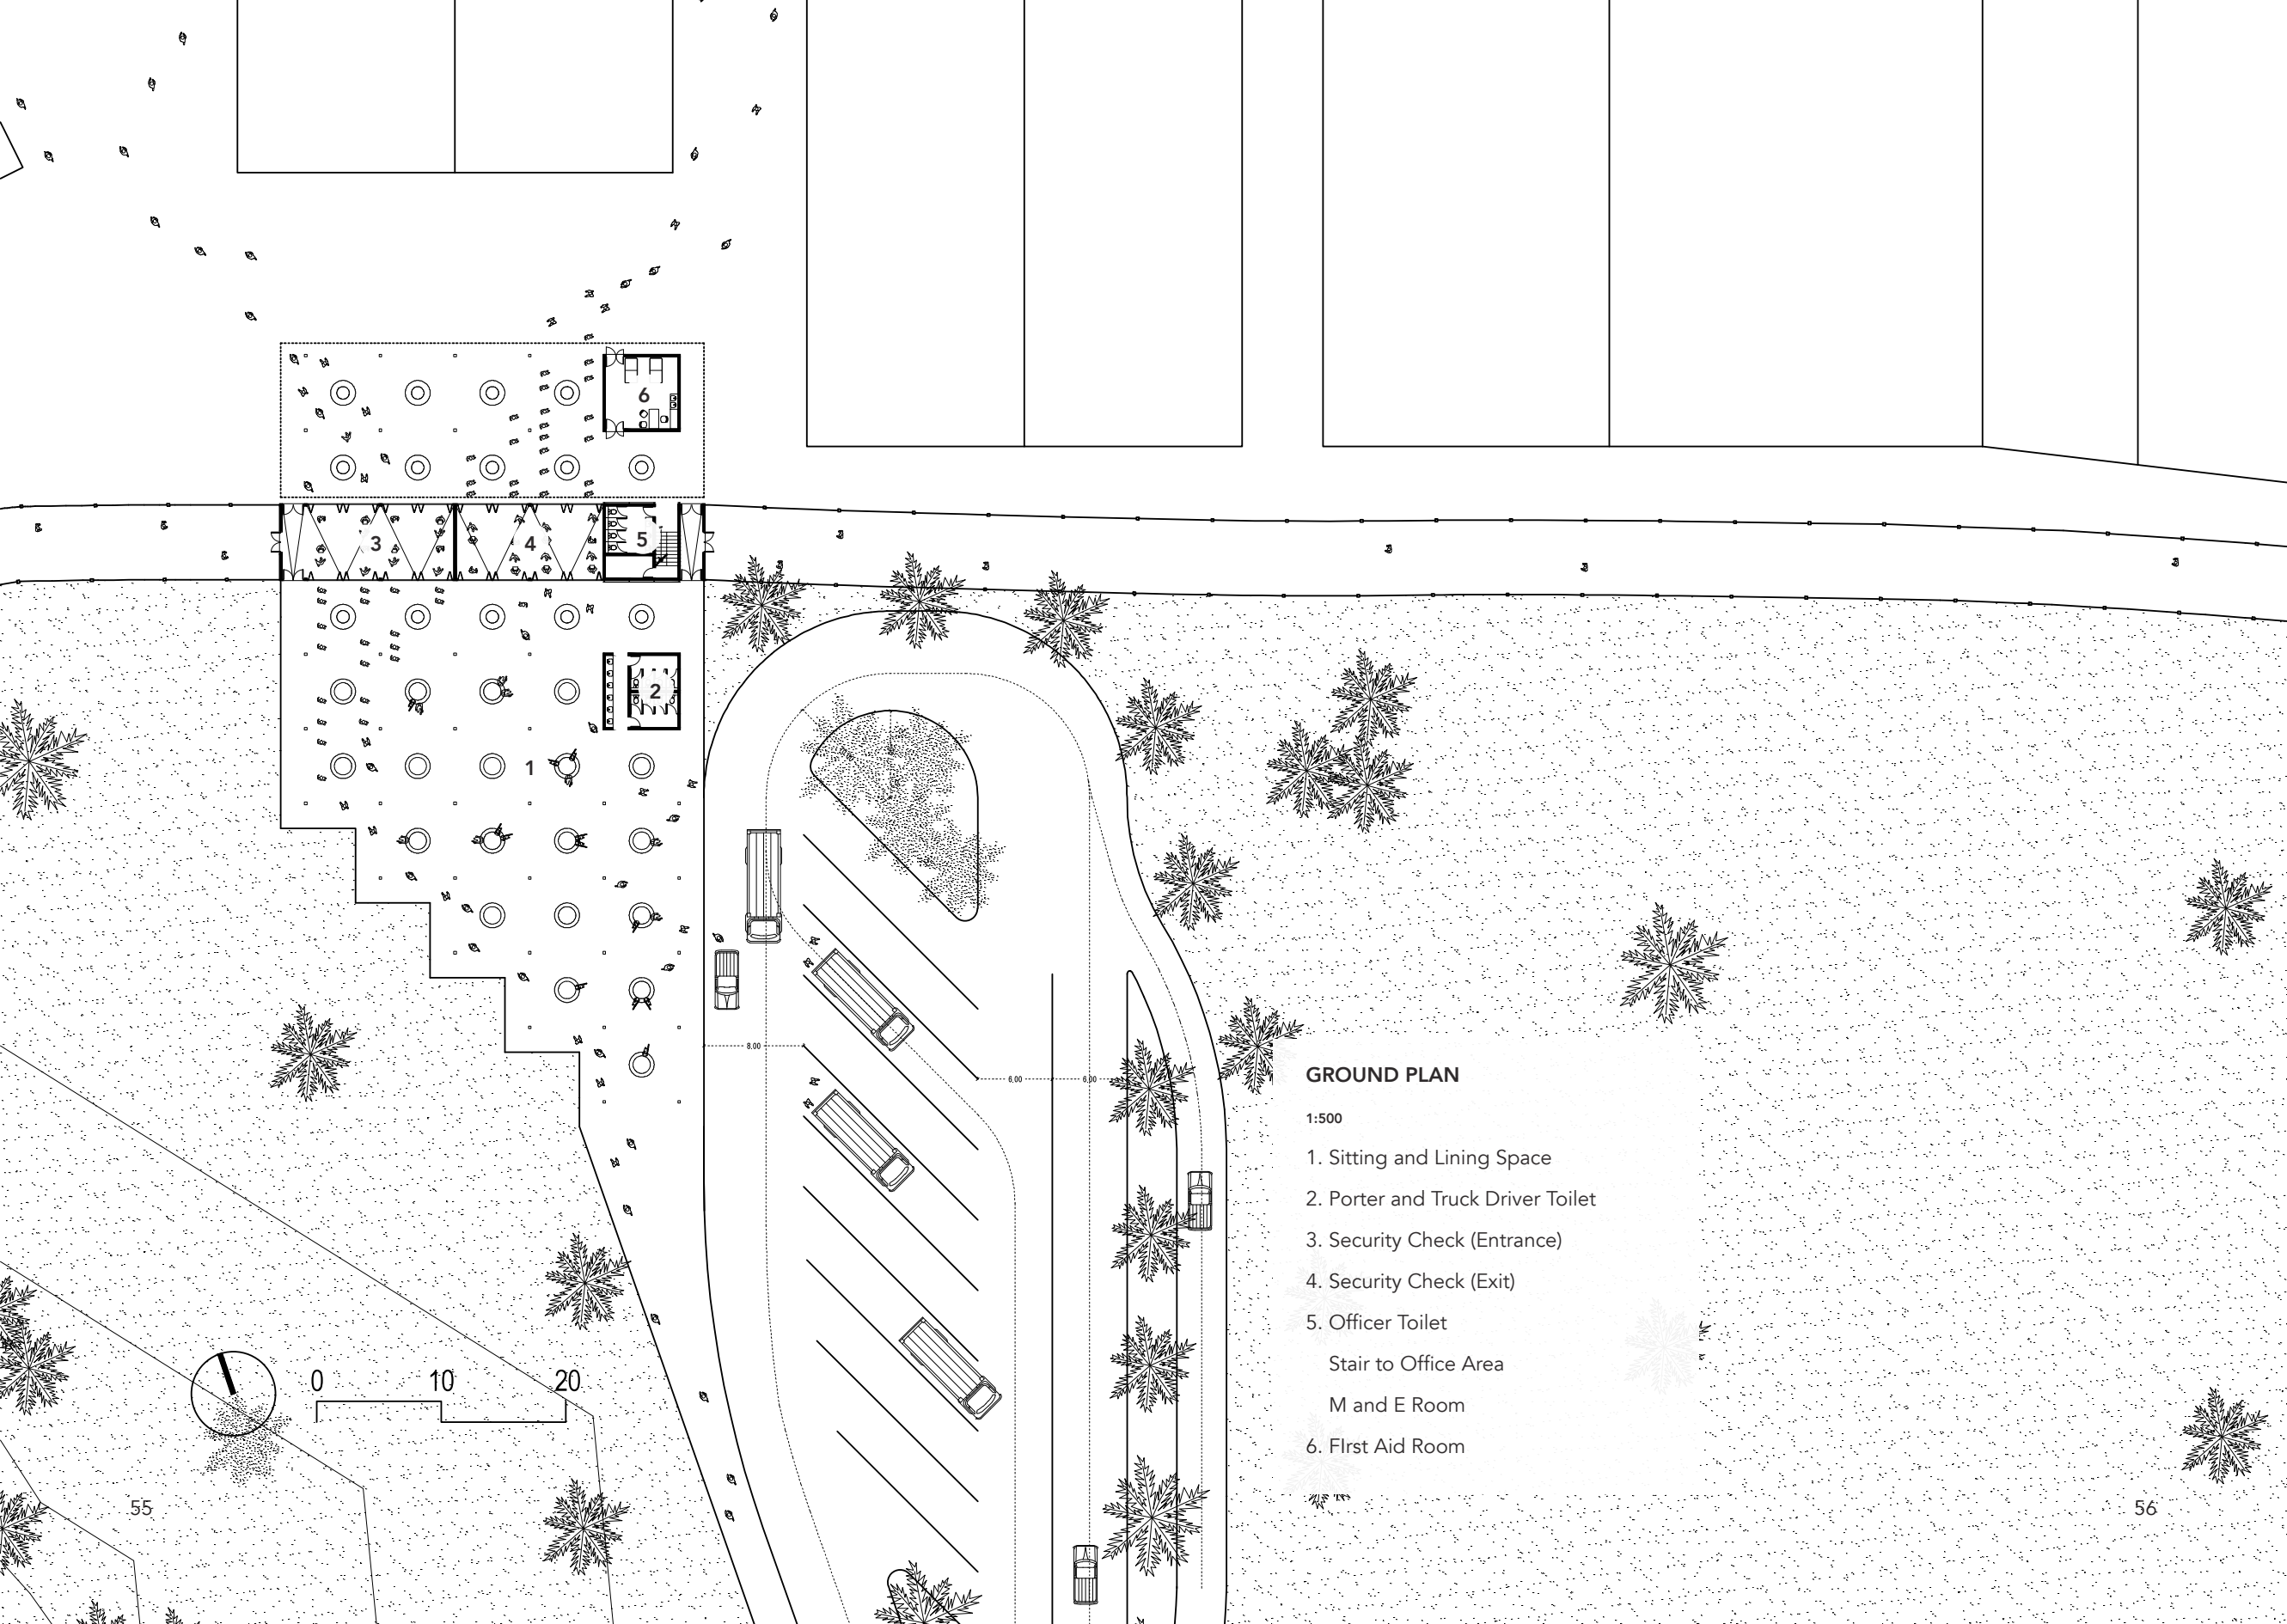 6
3
4
5
2
1
8.00
6.00
6.00
GROUND PLAN
1:500
1. Sitting and Lining Space
2. Porter and Truck Driver Toilet
3. Security Check (Entrance)
4. Security Check (Exit)
5. Officer Toilet
Stair to Office Area
M and E Room
6. FIrst Aid Room
0 10 20
55
56